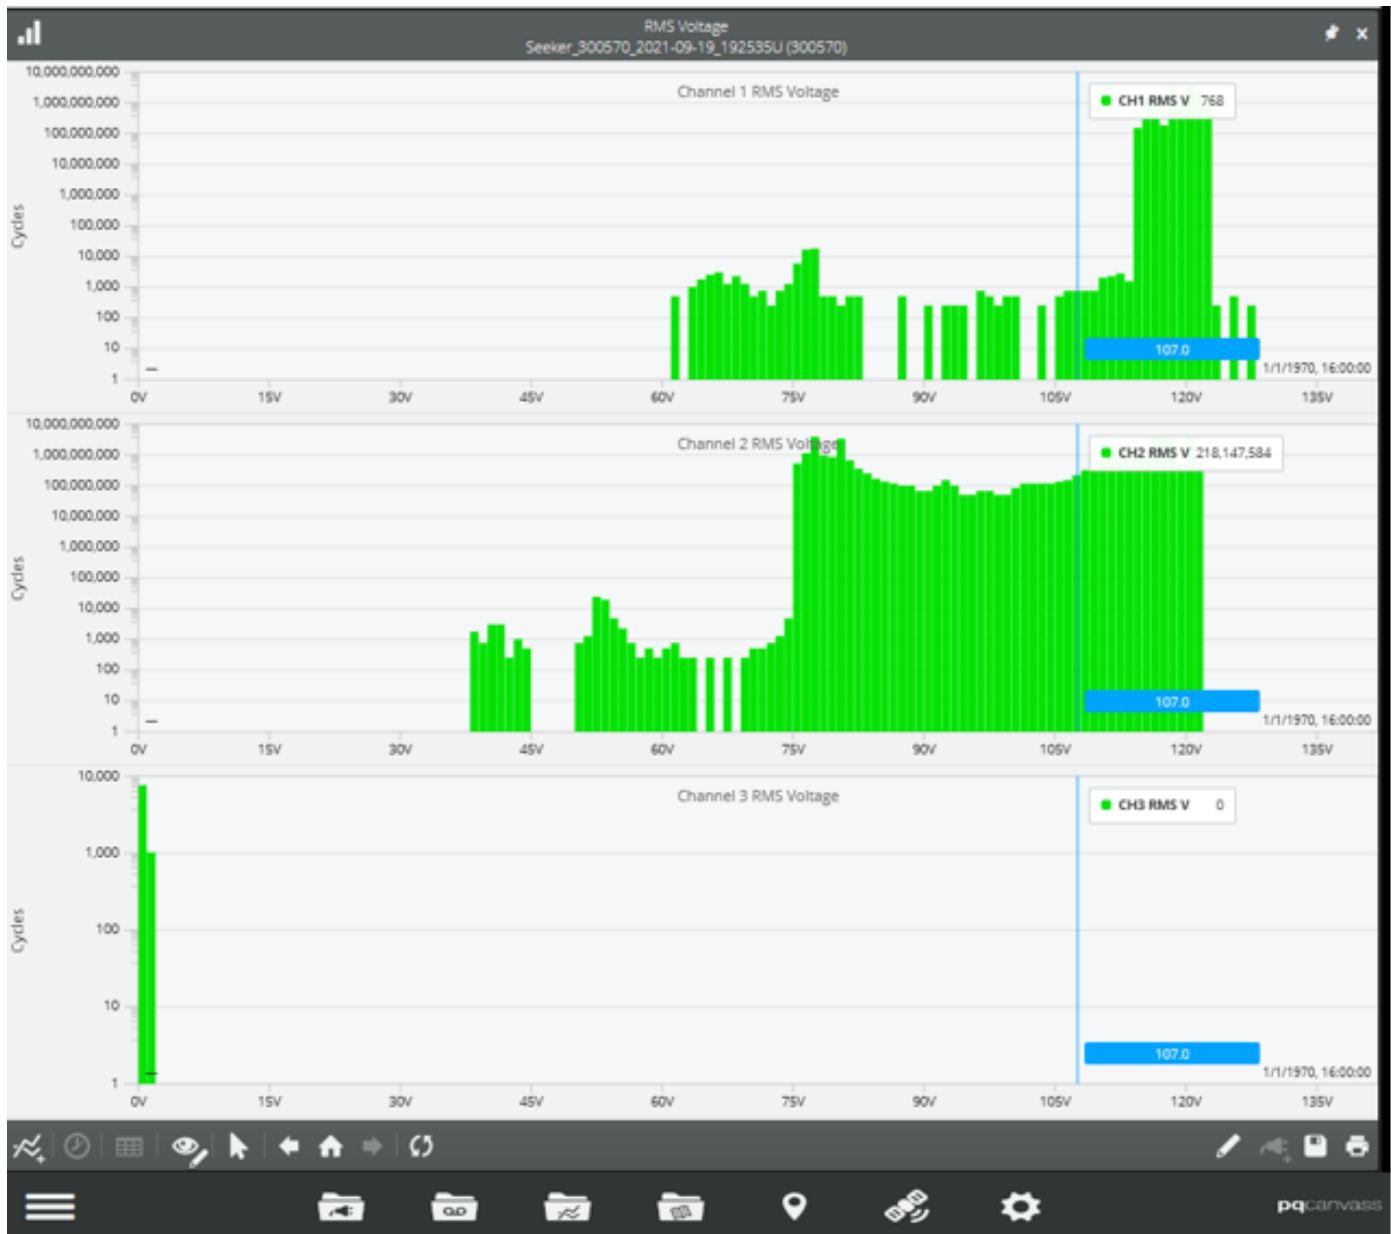 RMS Voltage
Seeker_300570_2021-09-19_192535U (300570)
Channel 1 RMS Voltage
CH1 RMS V 768
10,000,000,000
1,000,000,000
100,000,000
10,000,000
1,000,000
100,000
10,000
1,000
100
10
1
Cycles
107.0
1/1/1970, 16:00:00
0V 15V 30V 45V 60V 75V 90V 105V 120V 135V
Channel 2 RMS Voltage
CH2 RMS V 218,147,584
10,000,000,000
1,000,000,000
100,000,000
10,000,000
1,000,000
100,000
10,000
1,000
100
10
1
Cycles
107.0
1/1/1970, 16:00:00
0V 15V 30V 45V 60V 75V 90V 105V 120V 135V
Channel 3 RMS Voltage
CH3 RMS V 0
10,000
1,000
100
10
1
Cycles
107.0
1/1/1970, 16:00:00
0V 15V 30V 45V 60V 75V 90V 105V 120V 135V
pqcanvass